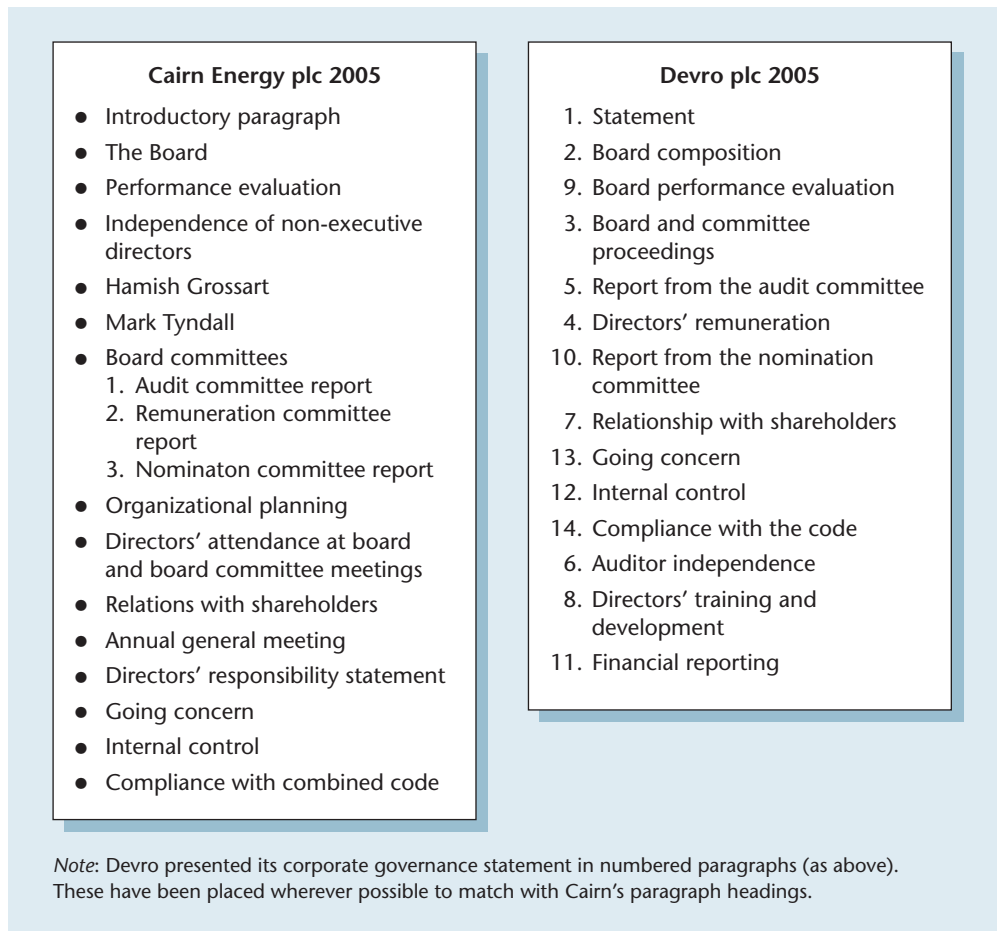 Cairn Energy plc 2005
● Introductory paragraph
● The Board
● Performance evaluation
● Independence of non-executive
directors
● Hamish Grossart
● Mark Tyndall
● Board committees
1. Audit committee report
2. Remuneration committee
report
3. Nominaton committee report
● Organizational planning
● Directors’ attendance at board
and board committee meetings
● Relations with shareholders
● Annual general meeting
● Directors’ responsibility statement
● Going concern
● Internal control
● Compliance with combined code
Devro plc 2005
1. Statement
2. Board composition
9. Board performance evaluation
3. Board and committee
proceedings
5. Report from the audit committee
4. Directors’ remuneration
10. Report from the nomination
committee
7. Relationship with shareholders
13. Going concern
12. Internal control
14. Compliance with the code
6. Auditor independence
8. Directors’ training and
development
11. Financial reporting
Note: Devro presented its corporate governance statement in numbered paragraphs (as above).
These have been placed wherever possible to match with Cairn’s paragraph headings.